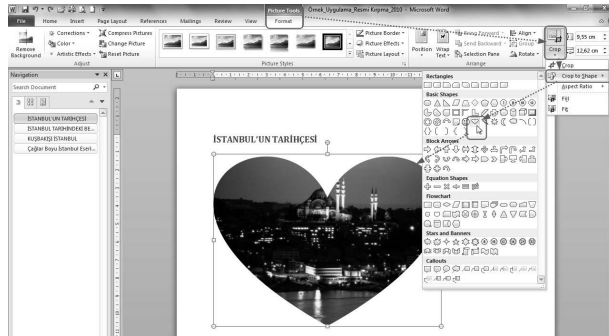 Picture Tools
Örnek_Uygulama_Resmi Kırpma_2010 - Microsoft Word
File Home Insert Page Layout References Mailings Review View Format
Remove Background
Corrections
Color
Artistic Effects
Compress Pictures
Change Picture
Reset Picture
Adjust
Picture Styles
Picture Border
Picture Effects
Picture Layout
Position
Wrap Text
Bring Forward
Send Backward
Selection Pane
Align
Group
Rotate
Arrange
Crop
9,55 cm
12,62 cm
Crop
Crop to Shape
Aspect Ratio
Fill
Fit
Navigation
Search Document
İSTANBUL'UN TARİHÇESİ
İSTANBUL TARİHİNDEKİ BE...
KUŞBAKIŞI İSTANBUL
Çağlar Boyu İstanbul Eseri...
İSTANBUL'UN TARİHÇESİ
Rectangles
Basic Shapes
Block Arrows
Equation Shapes
Flowchart
Stars and Banners
Callouts